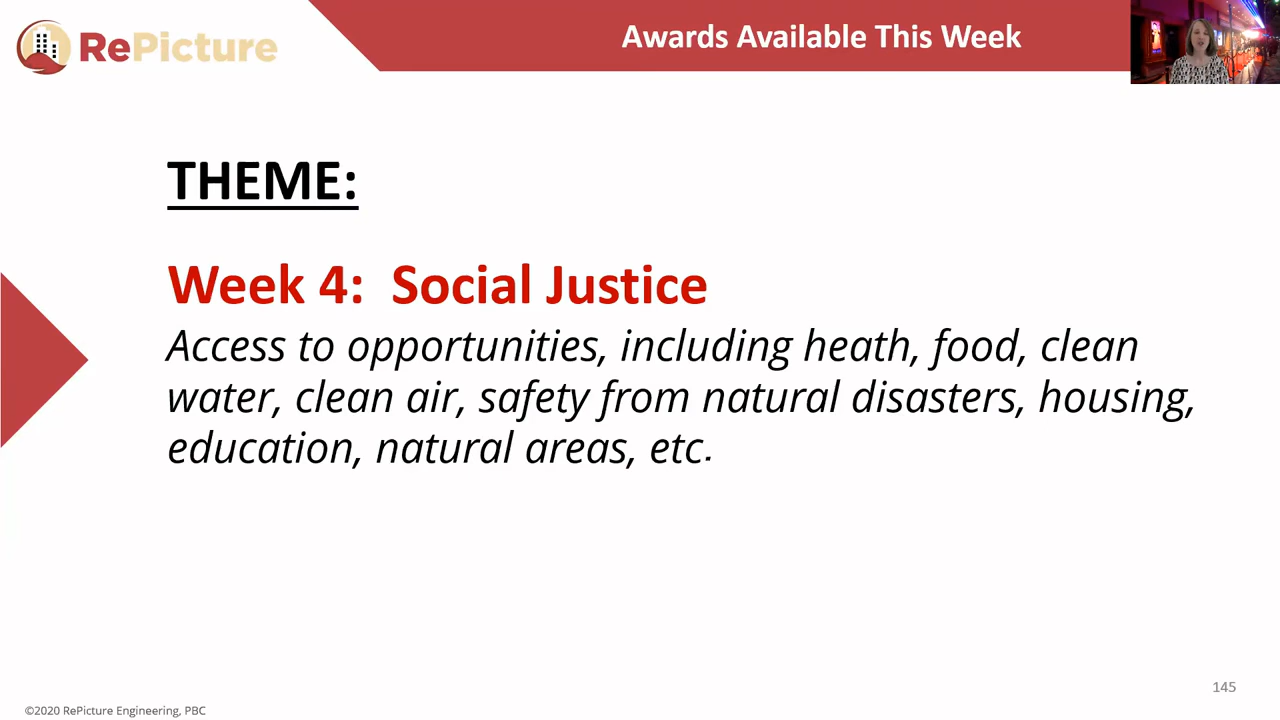 RePicture
Awards Available This Week
THEME:
Week 4: Social Justice
Access to opportunities, including heath, food, clean
water, clean air, safety from natural disasters, housing,
education, natural areas, etc.
145
©2020 RePicture Engineering, PBC